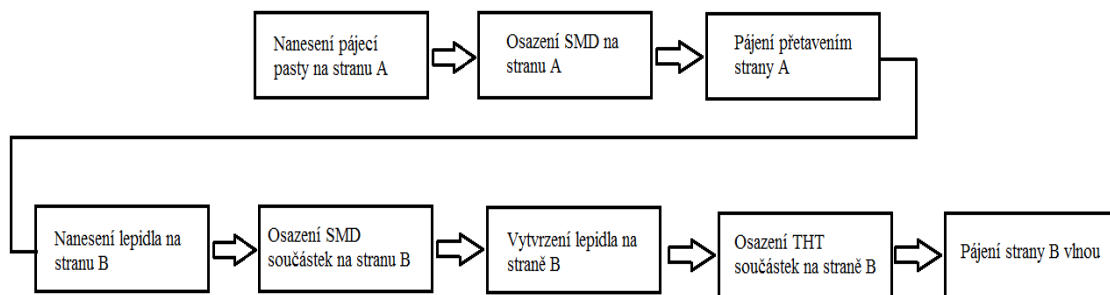 Nanesení pájecí
pasty na stranu A
Osazení SMD na
stranu A
Pájení přetavením
strany A
Nanesení lepidla na
stranu B
Osazení SMD
součástek na stranu B
Vytvrzení lepidla na
straně B
Osazení THT
součástek na straně B
Pájení strany B vlnou